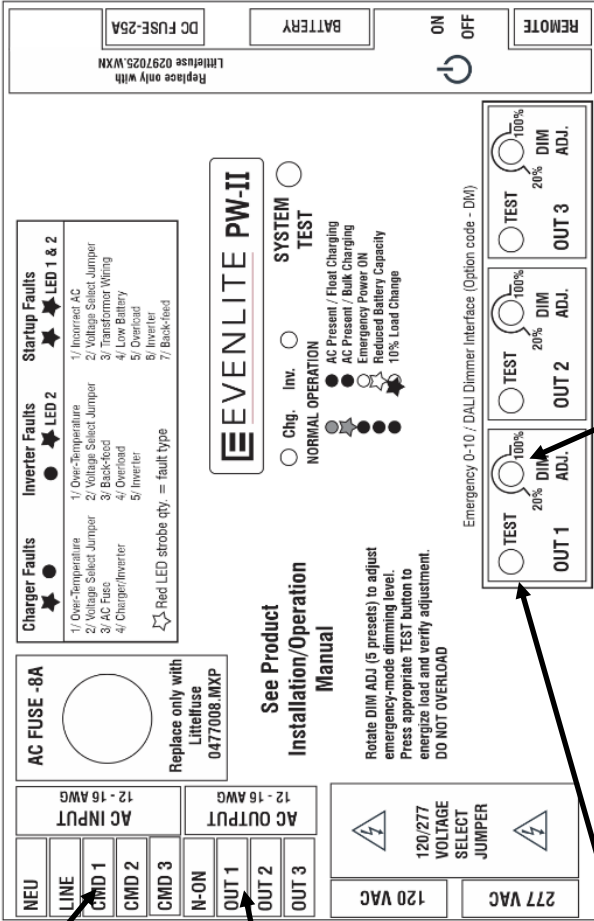 NEU
LINE
CMD 1
CMD 2
CMD 3
AC INPUT
12 - 16 AWG
N-ON
OUT 1
OUT 2
OUT 3
AC OUTPUT
12 - 16 AWG
120 VAC
277 VAC
120/277
VOLTAGE
SELECT
JUMPER
AC FUSE -8A
Replace only with
Littelfuse
0477008.MXP
See Product
Installation/Operation
Manual
Rotate DIM ADJ (5 presets) to adjust
emergency-mode dimming level.
Press appropriate TEST button to
energize load and verify adjustment.
DO NOT OVERLOAD
Charger Faults
1/ Over-Temperature
2/ Voltage Select Jumper
3/ AC Fuse
4/ Charger/Inverter
Inverter Faults
LED 2
1/ Over-Temperature
2/ Voltage Select Jumper
3/ Back-feed
4/ Overload
5/ Inverter
Startup Faults
LED 1 & 2
1/ Incorrect AC
2/ Voltage Select Jumper
3/ Transformer Wiring
4/ Low Battery
5/ Overload
6/ Inverter
7/ Back-feed
Red LED strobe qty. = fault type
EVENLITE PW-II
Chg. Inv.
SYSTEM
TEST
NORMAL OPERATION
AC Present / Float Charging
AC Present / Bulk Charging
Emergency Power ON
Reduced Battery Capacity
10% Load Change
Emergency 0-10 / DALI Dimmer Interface (Option code - DM)
TEST
20%
100%
DIM
ADJ.
OUT 1
TEST
20%
100%
DIM
ADJ.
OUT 2
TEST
20%
100%
DIM
ADJ.
OUT 3
DC FUSE-25A
Replace only with
Littlefuse 0297025.WXN
BATTERY
ON
OFF
REMOTE